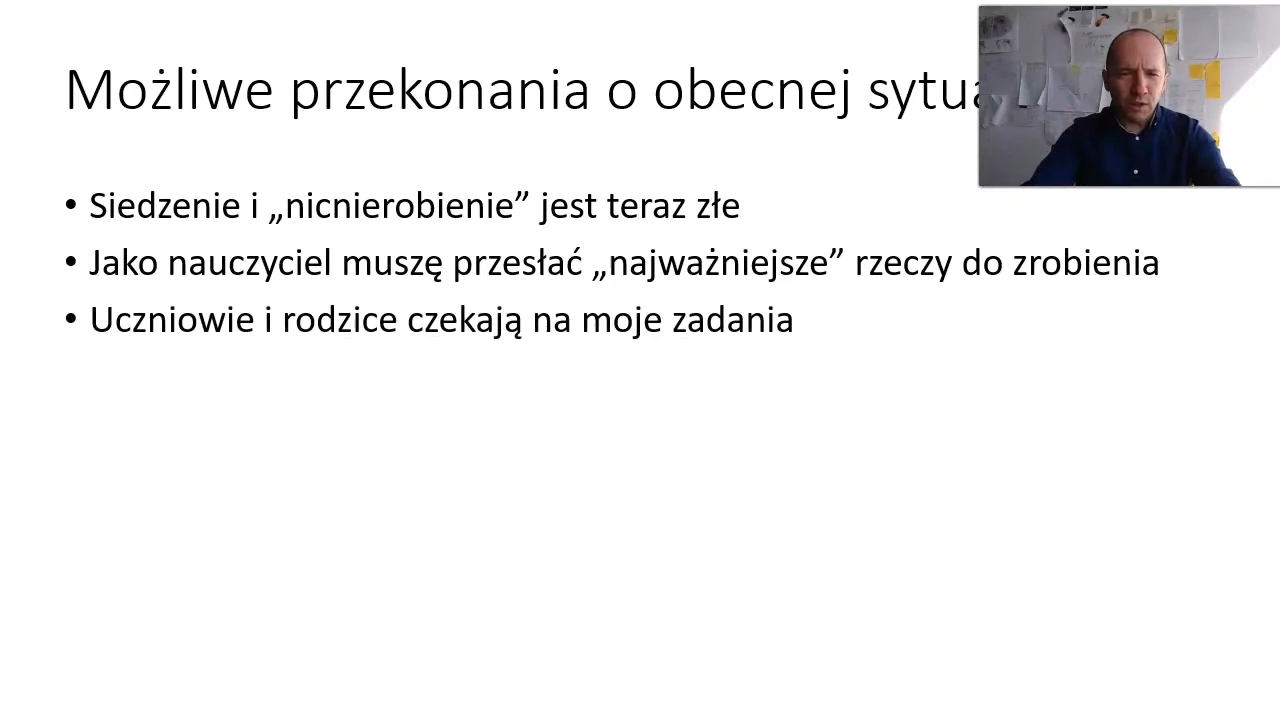 Możliwe przekonania o obecnej
Siedzenie i „nicnierobienie” jest teraz złe
Jako nauczyciel muszę przesłać „najważniejsze” rzeczy do zrobienia
Uczniowie i rodzice czekają na moje zadania